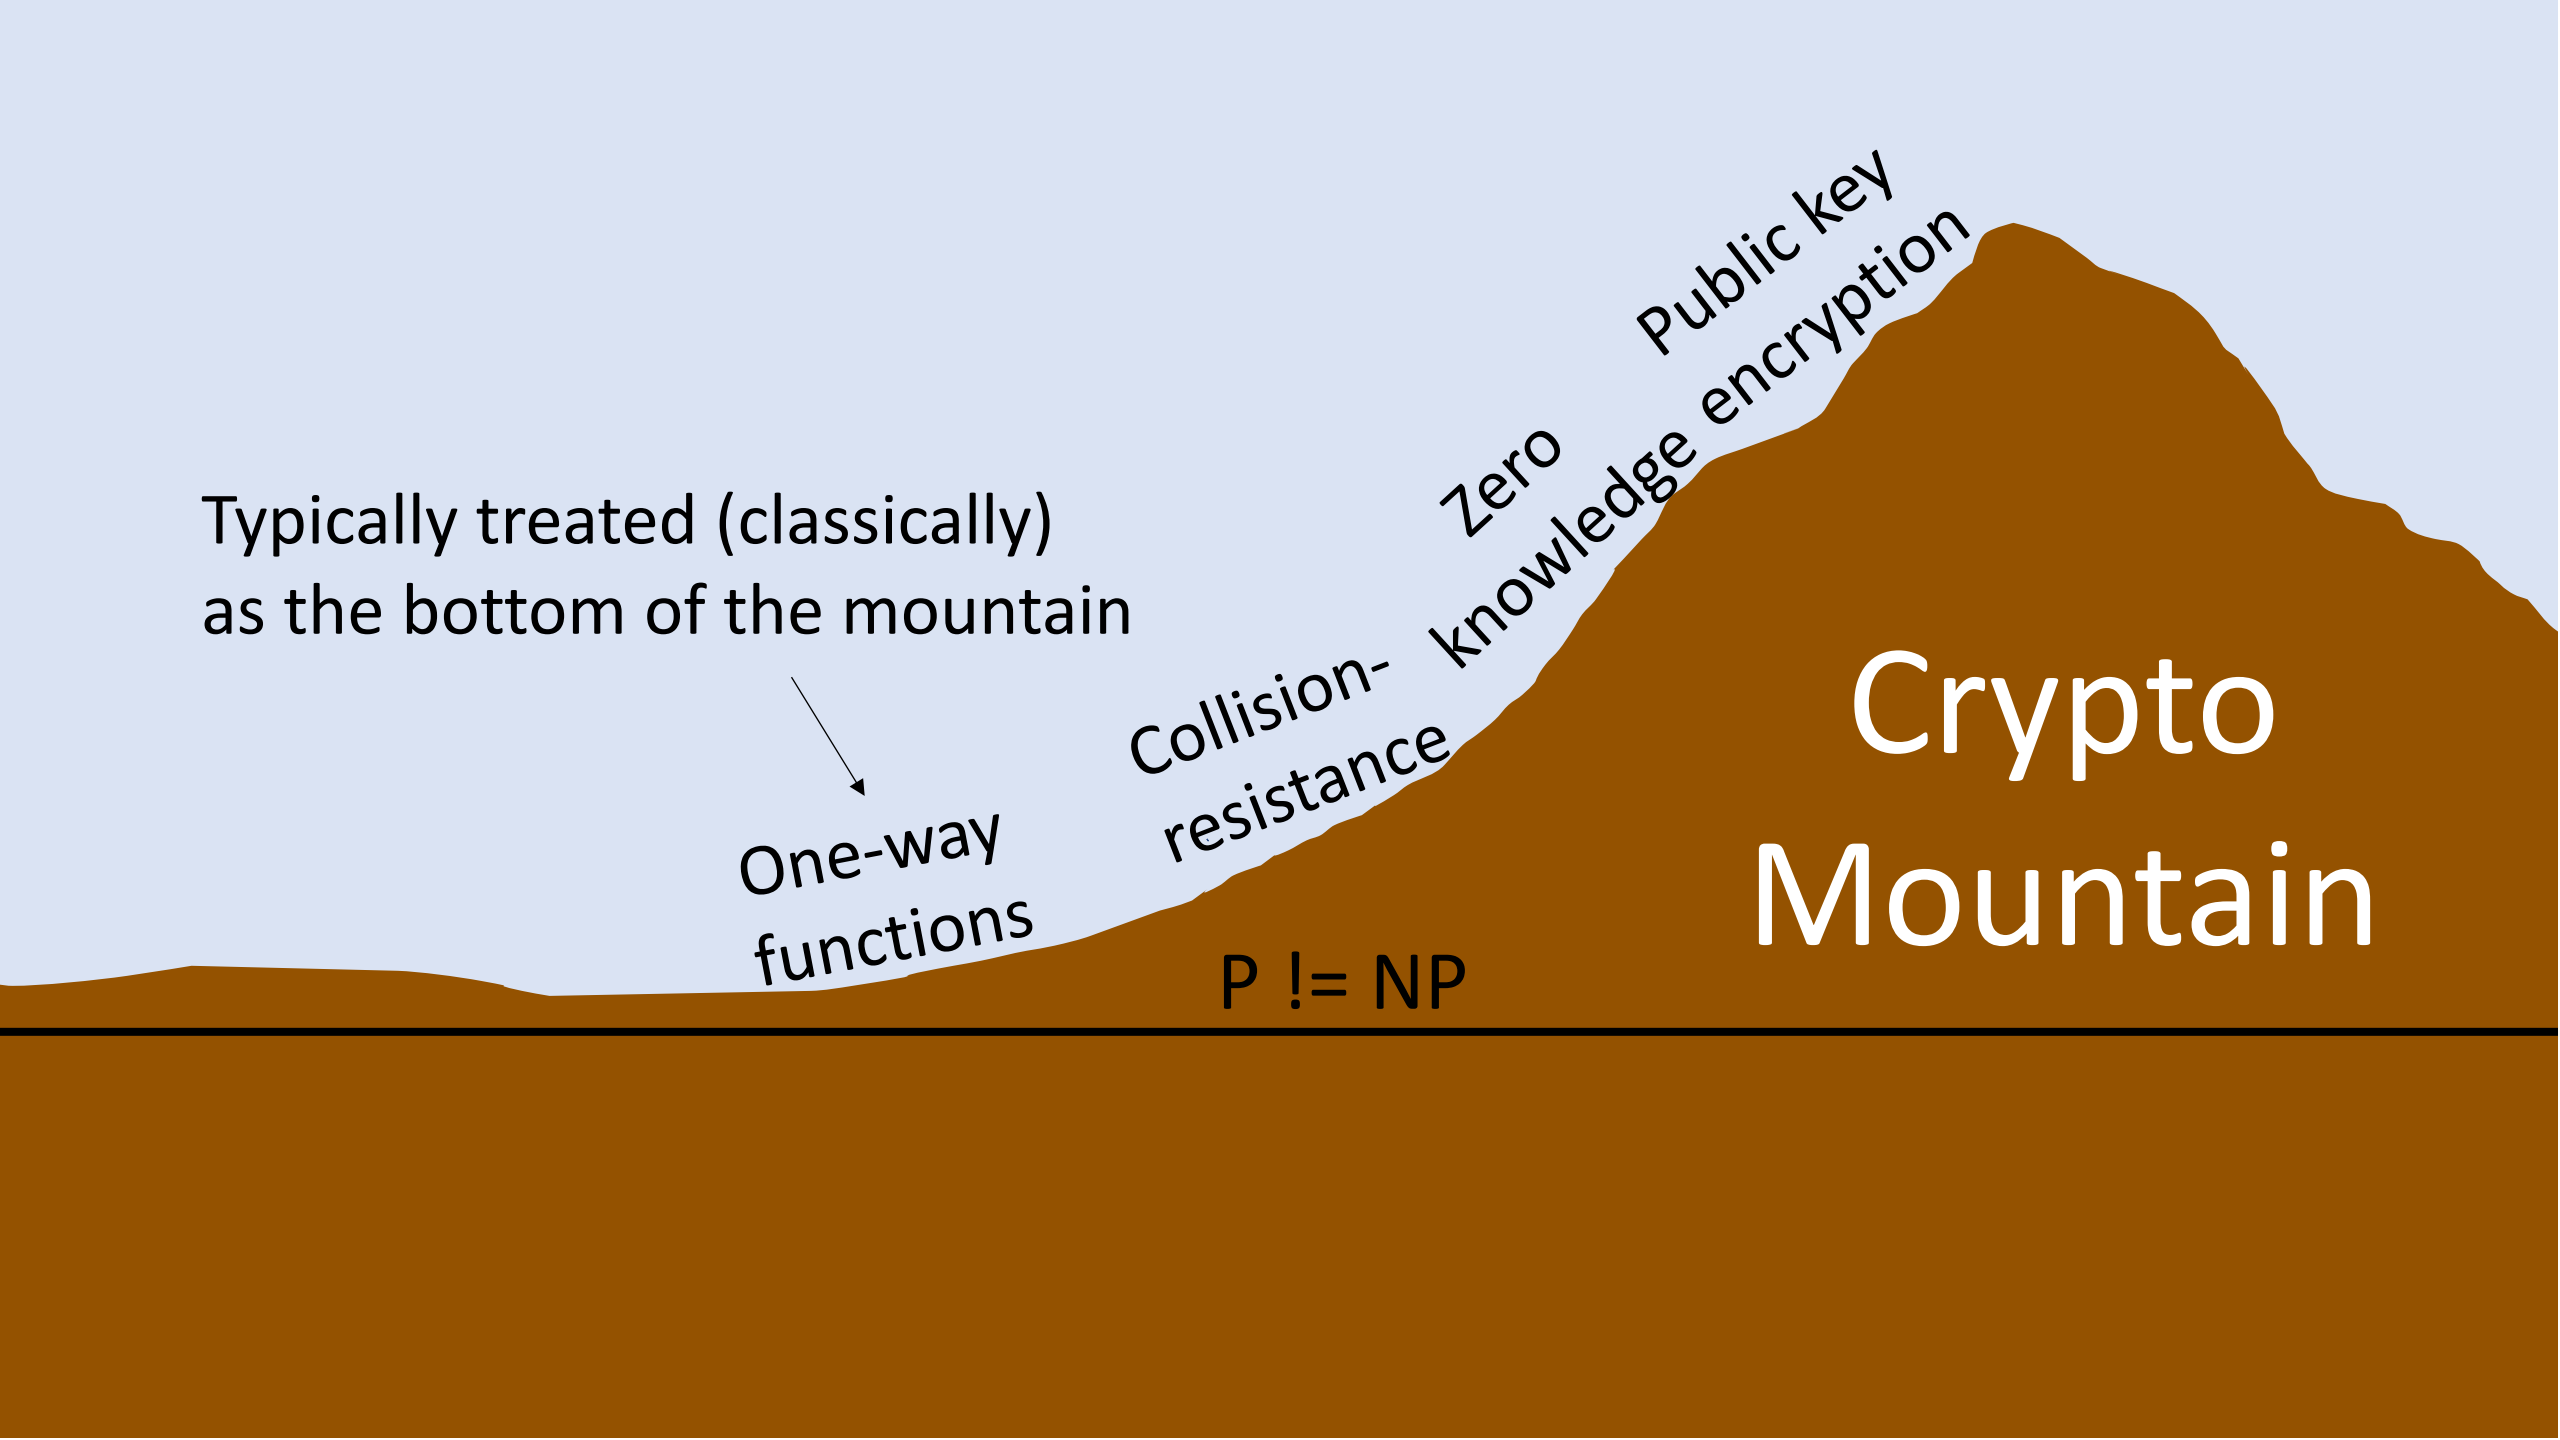 Typically treated (classically)
as the bottom of the mountain
One-way
functions
Collision-
resistance
Zero
knowledge
Public key
encryption
Crypto
Mountain
P != NP